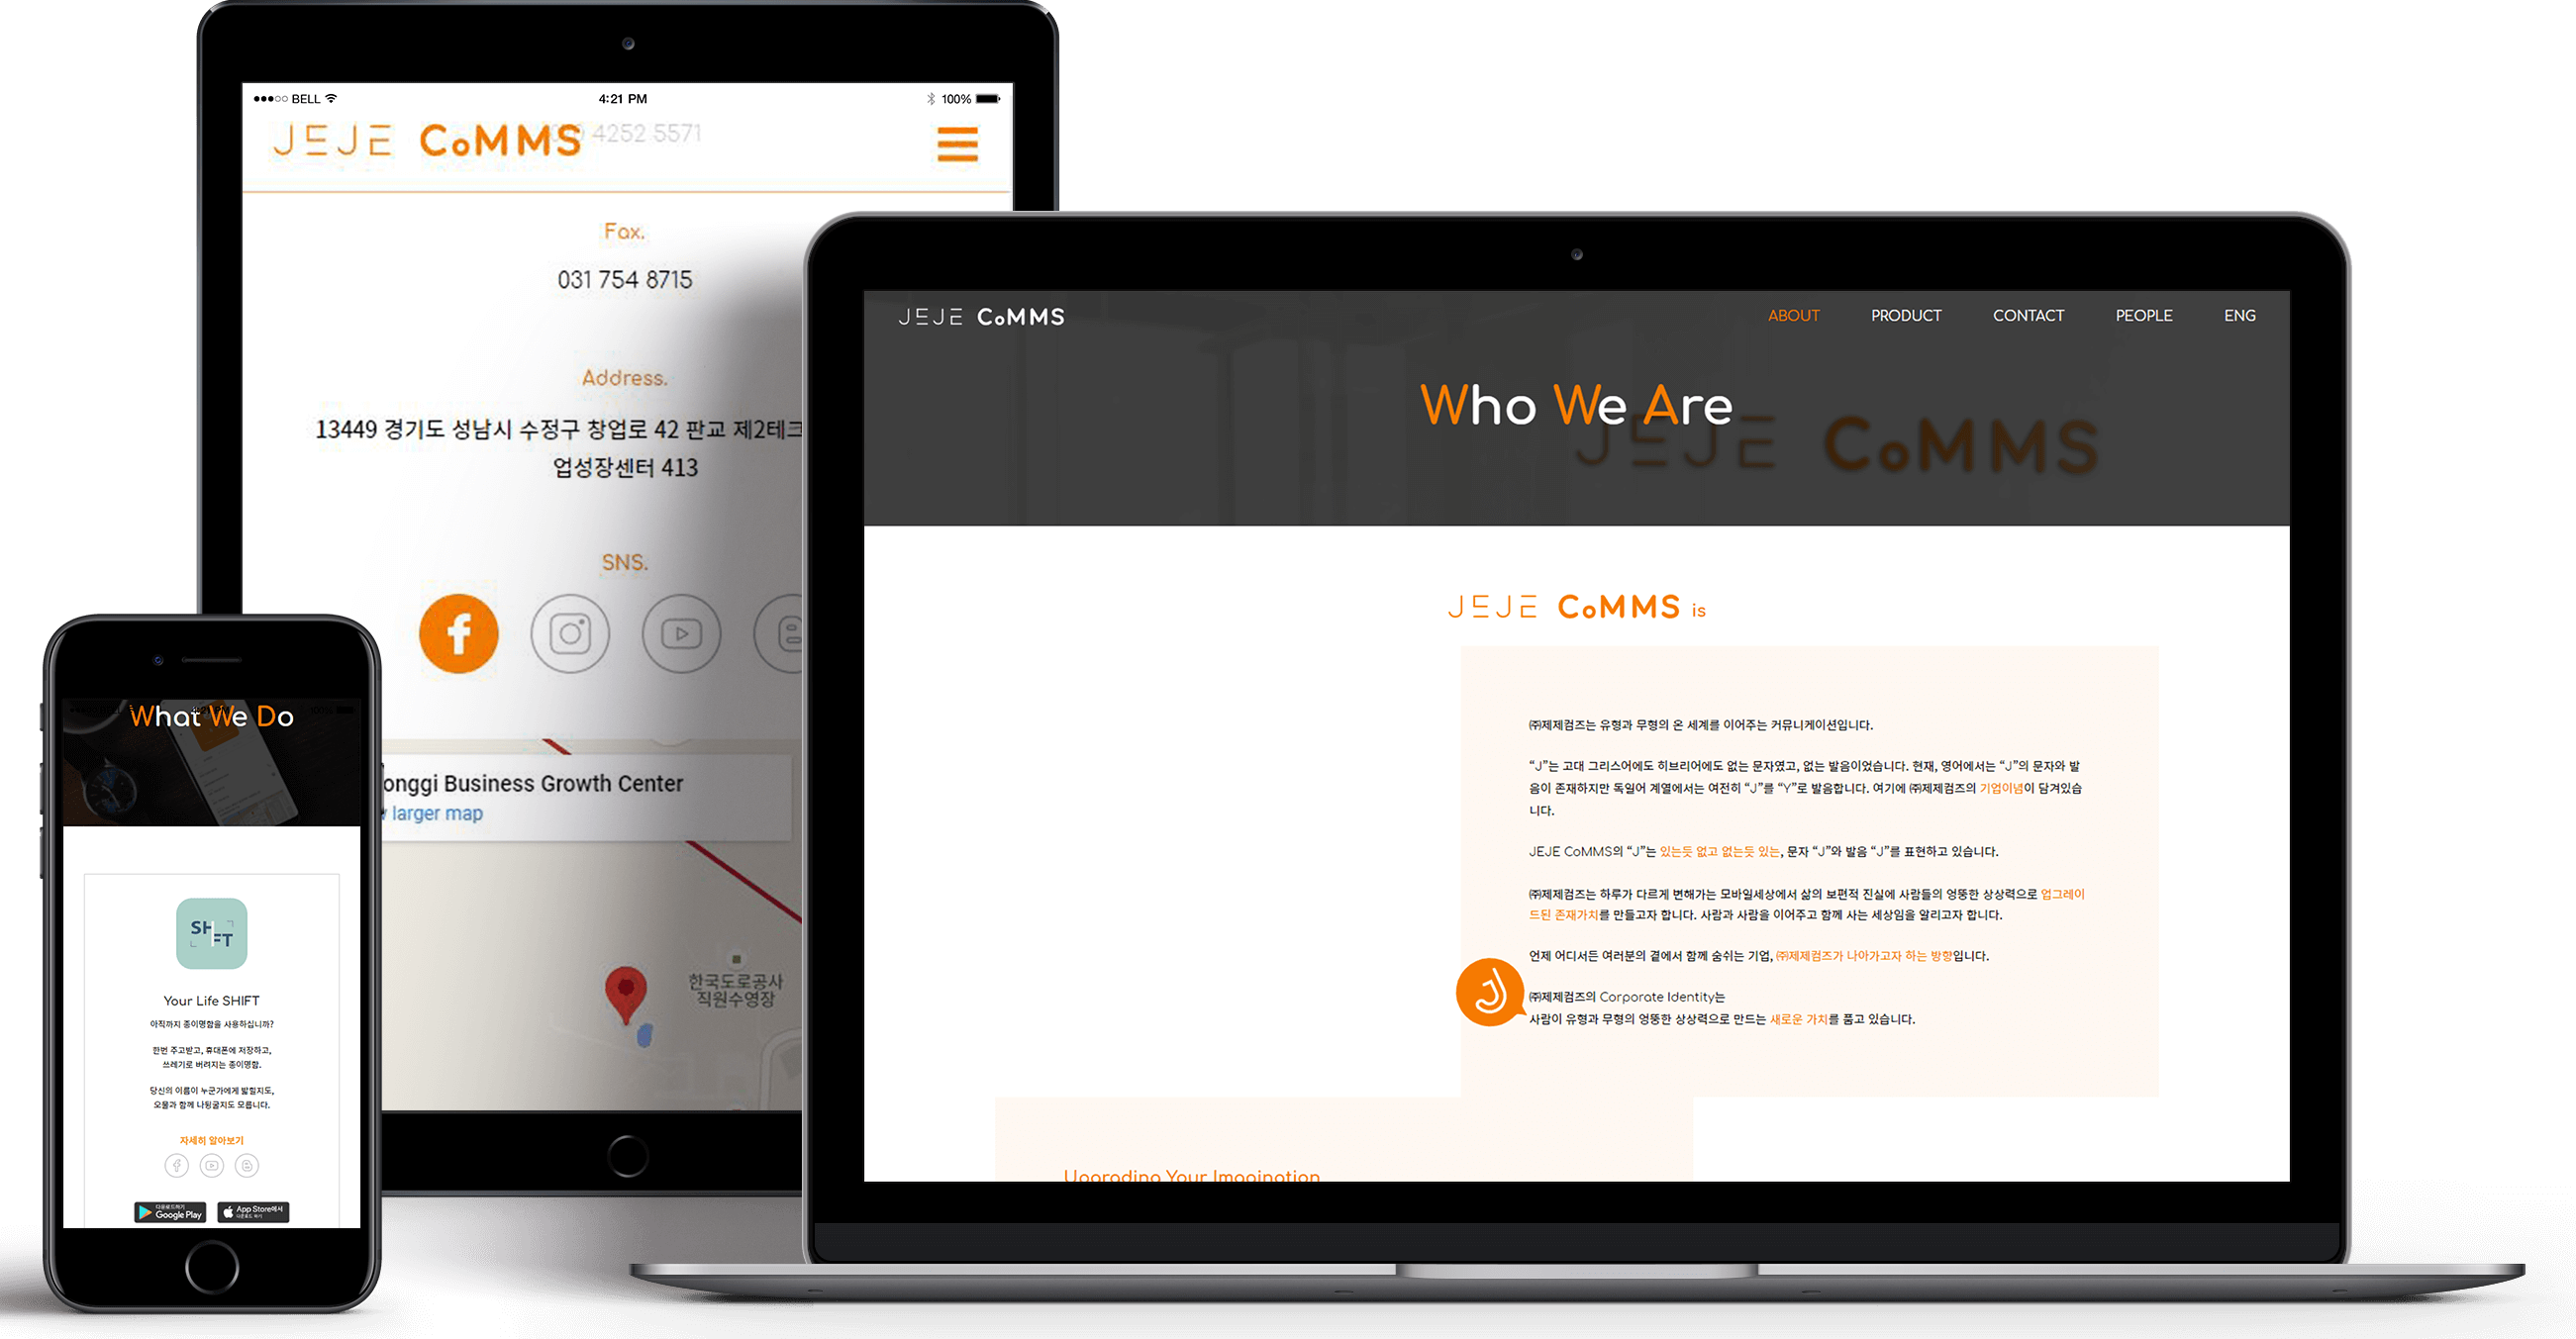 BELL
4:21 PM
100%
JEJE CoMMS
4252 5571
Fax.
031 754 8715
Address.
13449 경기도 성남시 수정구 창업로 42 판교 제2테크
업성장센터 413
SNS.
onggi Business Growth Center
larger map
한국도로공사
직원수영장
What We Do
SHIFT
Your Life SHIFT
아직까지 종이명함을 사용하십니까?
한번 주고받고, 휴대폰에 저장하고,
쓰레기로 버려지는 종이명함.
당신의 이름이 누군가에게 밟힐지도,
오물과 함께 나뒹굴지도 모릅니다.
자세히 알아보기
다운로드하기
Google Play
App Store에서
다운로드 하기
JEJE CoMMS
ABOUT PRODUCT CONTACT PEOPLE ENG
Who We Are
JEJE CoMMS
JEJE CoMMS is
㈜제제컴즈는 유형과 무형의 온 세계를 이어주는 커뮤니케이션입니다.
“J”는 고대 그리스어에도 히브리어에도 없는 문자였고, 없는 발음이었습니다. 현재, 영어에서는 “J”의 문자와 발
음이 존재하지만 독일어 계열에서는 여전히 “J”를 “Y”로 발음합니다. 여기에 ㈜제제컴즈의 기업이념이 담겨있습
니다.
JEJE CoMMS의 “J”는 있는듯 없고 없는듯 있는, 문자 “J”와 발음 “J”를 표현하고 있습니다.
㈜제제컴즈는 하루가 다르게 변해가는 모바일세상에서 삶의 보편적 진실에 사람들의 엉뚱한 상상력으로 업그레이
드된 존재가치를 만들고자 합니다. 사람과 사람을 이어주고 함께 사는 세상임을 알리고자 합니다.
언제 어디서든 여러분의 곁에서 함께 숨쉬는 기업, ㈜제제컴즈가 나아가고자 하는 방향입니다.
㈜제제컴즈의 Corporate Identity는
사람이 유형과 무형의 엉뚱한 상상력으로 만드는 새로운 가치를 품고 있습니다.
Upgrading Your Imagination